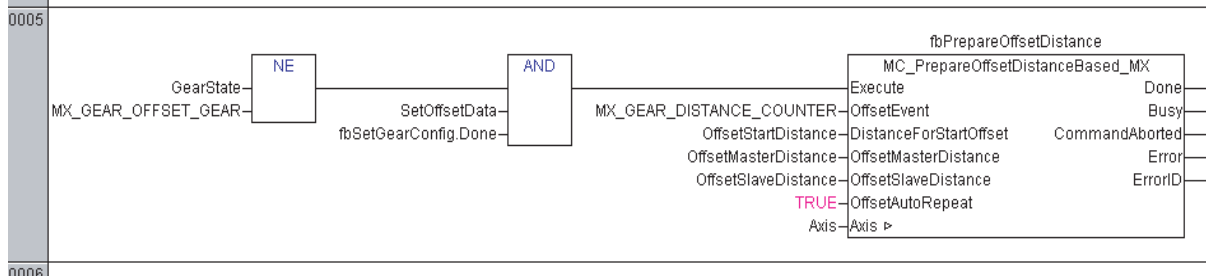 0005
fbPrepareOffsetDistance
NE
AND
MC_PrepareOffsetDistanceBased_MX
GearState
Execute
Done
MX_GEAR_OFFSET_GEAR
SetOffsetData
MX_GEAR_DISTANCE_COUNTER
OffsetEvent
Busy
fbSetGearConfig.Done
OffsetStartDistance
DistanceForStartOffset
CommandAborted
OffsetMasterDistance
OffsetMasterDistance
Error
OffsetSlaveDistance
OffsetSlaveDistance
ErrorID
TRUE
OffsetAutoRepeat
Axis
Axis ▷
0006